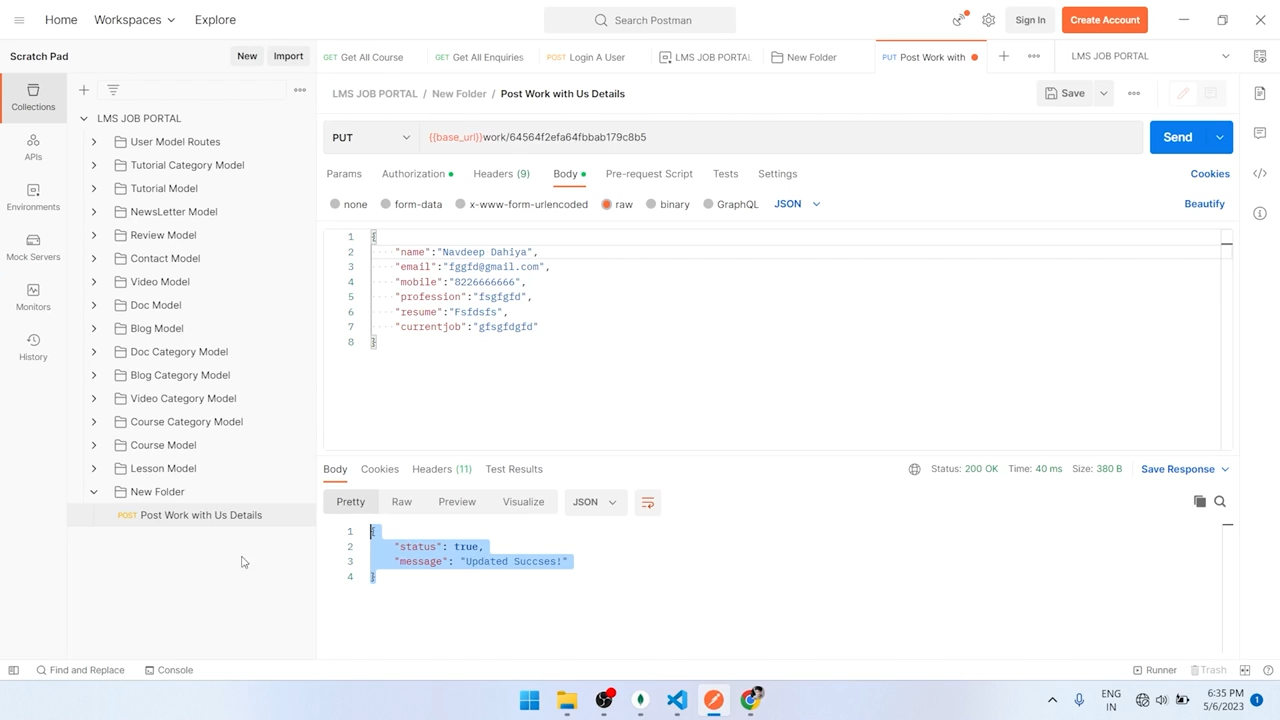 Home
Workspaces
Explore
Search Postman
Sign In
Create Account
Scratch Pad
New
Import
GET Get All Course
GET Get All Enquiries
POST Login A User
LMS JOB PORTAL
New Folder
PUT Post Work with
LMS JOB PORTAL
Collections
APIs
Environments
Mock Servers
Monitors
History
LMS JOB PORTAL
User Model Routes
Tutorial Category Model
Tutorial Model
NewsLetter Model
Review Model
Contact Model
Video Model
Doc Model
Blog Model
Doc Category Model
Blog Category Model
Video Category Model
Course Category Model
Course Model
Lesson Model
New Folder
POST Post Work with Us Details
LMS JOB PORTAL / New Folder / Post Work with Us Details
Save
PUT
{{base_url}}work/64564f2efa64fbbab179c8b5
Send
Params
Authorization
Headers (9)
Body
Pre-request Script
Tests
Settings
Cookies
none
form-data
x-www-form-urlencoded
raw
binary
GraphQL
JSON
Beautify
1 {
2 "name":"Navdeep Dahiya",
3 "email":"fggfd@gmail.com",
4 "mobile":"8226666666",
5 "profession":"fsgfgfd",
6 "resume":"Fsfdsfs",
7 "currentjob":"gfsgfdgfd"
8 }
Body
Cookies
Headers (11)
Test Results
Status: 200 OK
Time: 40 ms
Size: 380 B
Save Response
Pretty
Raw
Preview
Visualize
JSON
1 {
2 "status": true,
3 "message": "Updated Succses!"
4 }
Find and Replace
Console
Runner
Trash
ENG
IN
6:35 PM
5/6/2023
1